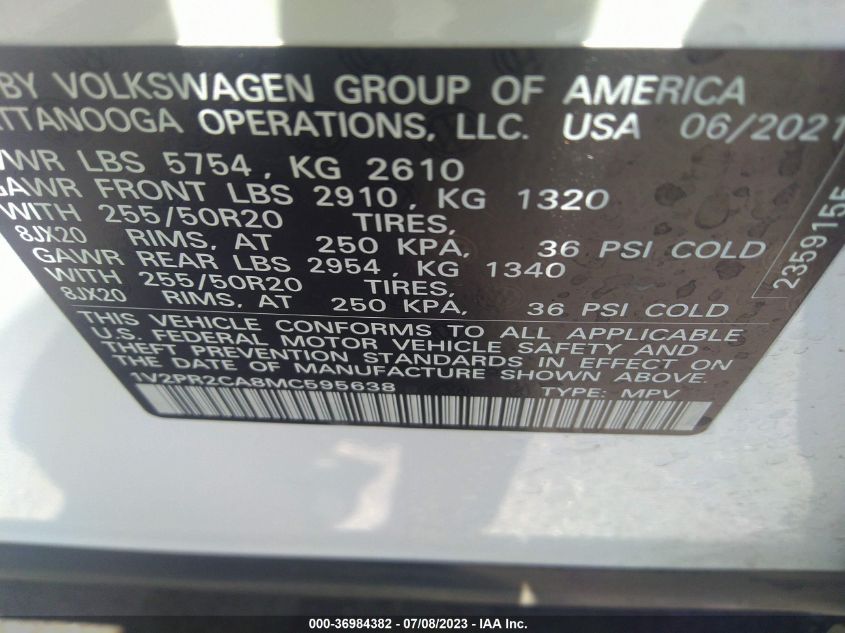 BY VOLKSWAGEN GROUP OF AMERICA
TTANOOGA OPERATIONS, LLC. USA 06/2021
VWR LBS 5754, KG 2610
GAWR FRONT LBS 2910, KG 1320
WITH 255/50R20 TIRES,
8JX20 RIMS, AT 250 KPA, 36 PSI COLD
GAWR REAR LBS 2954, KG 1340
WITH 255/50R20 TIRES,
8JX20 RIMS, AT 250 KPA, 36 PSI COLD
THIS VEHICLE CONFORMS TO ALL APPLICABLE
U.S. FEDERAL MOTOR VEHICLE SAFETY AND
THEFT PREVENTION STANDARDS IN EFFECT ON
THE DATE OF MANUFACTURE SHOWN ABOVE.
1V2PR2CA8MC595638 TYPE: MPV
2359155
000-36984382 - 07/08/2023 - IAA Inc.